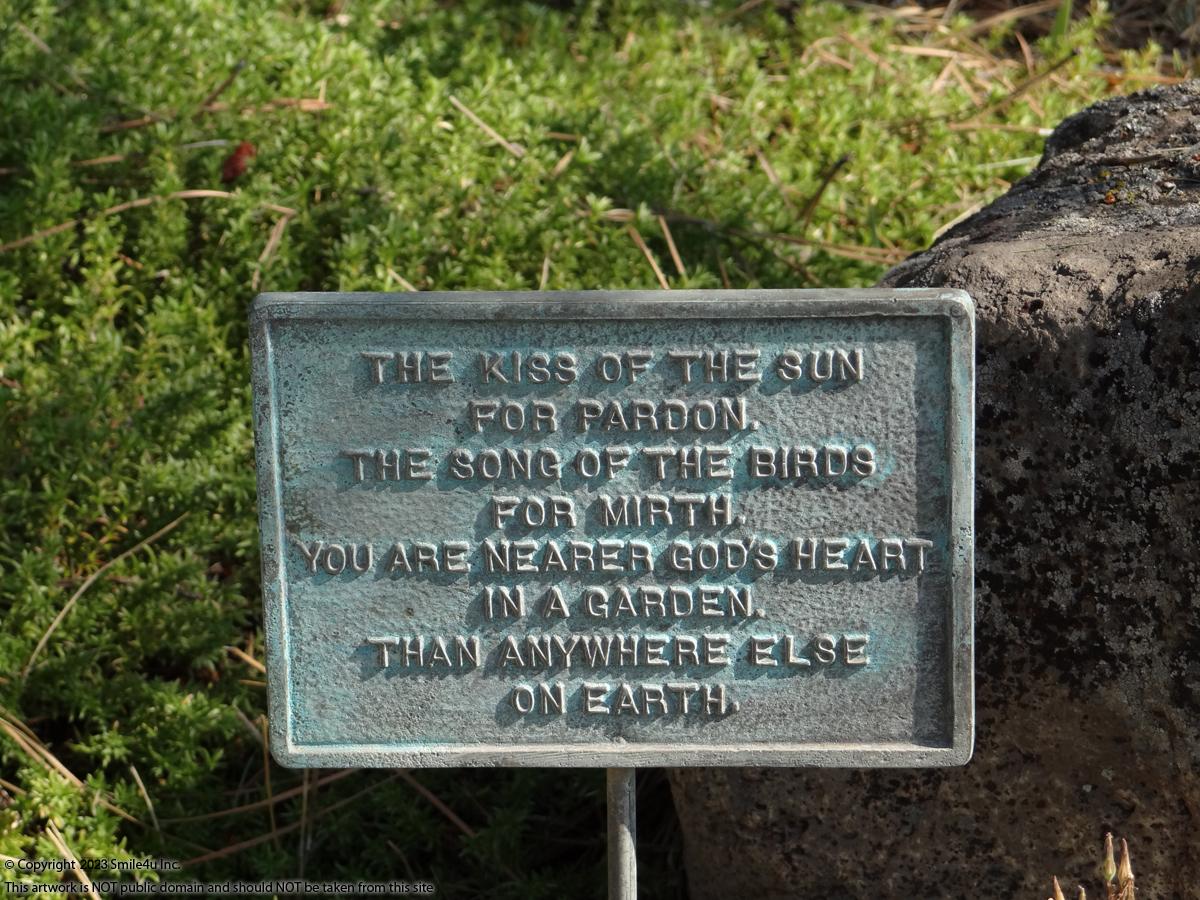 THE KISS OF THE SUN
FOR PARDON.
THE SONG OF THE BIRDS
FOR MIRTH.
YOU ARE NEARER GOD'S HEART
IN A GARDEN.
THAN ANYWHERE ELSE
ON EARTH.
© Copyright 2023 Smile4u Inc.
This artwork is NOT public domain and should NOT be taken from this site